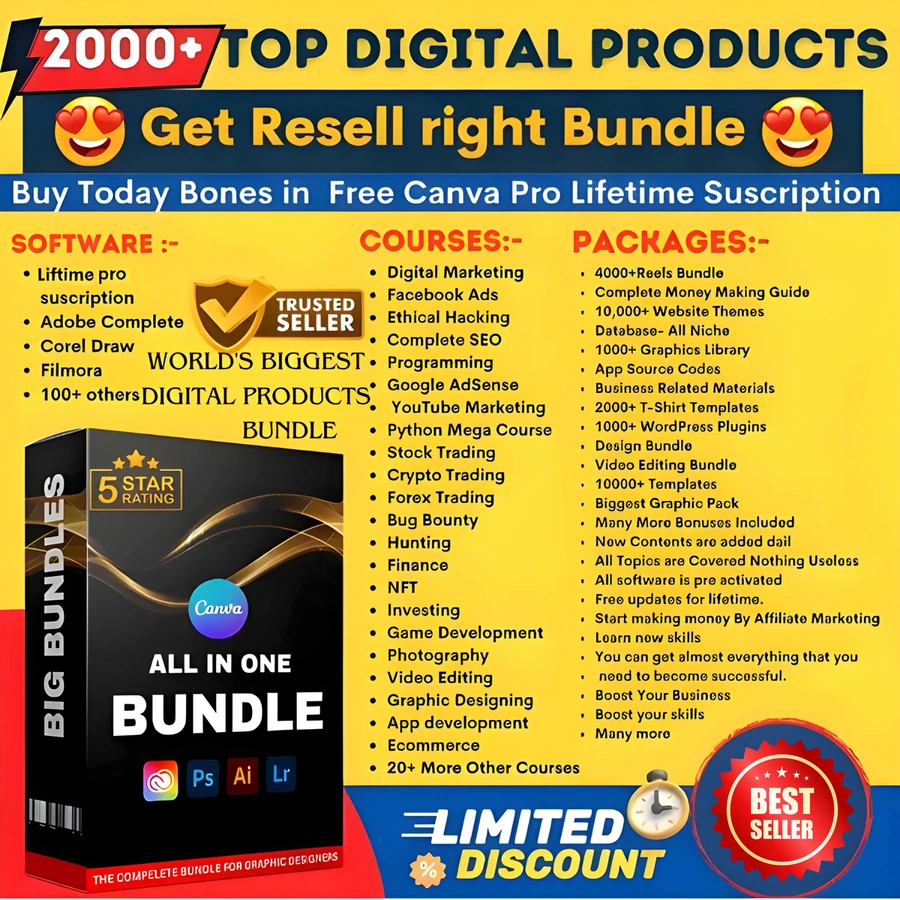 2000+ TOP DIGITAL PRODUCTS
Get Resell right Bundle
Buy Today Bones in Free Canva Pro Lifetime Suscription
SOFTWARE :-
• Liftime pro
suscription
• Adobe Complete
• Corel Draw
• Filmora
• 100+ others
TRUSTED
SELLER
WORLD'S BIGGEST
DIGITAL PRODUCTS
BUNDLE
COURSES:-
• Digital Marketing
• Facebook Ads
• Ethical Hacking
• Complete SEO
• Programming
• Google AdSense
• YouTube Marketing
• Python Mega Course
• Stock Trading
• Crypto Trading
• Forex Trading
• Bug Bounty
• Hunting
• Finance
• NFT
• Investing
• Game Development
• Photography
• Video Editing
• Graphic Designing
• App development
• Ecommerce
• 20+ More Other Courses
PACKAGES:-
• 4000+Reels Bundle
• Complete Money Making Guide
• 10,000+ Website Themes
• Database- All Niche
• 1000+ Graphics Library
• App Source Codes
• Business Related Materials
• 2000+ T-Shirt Templates
• 1000+ WordPress Plugins
• Design Bundle
• Video Editing Bundle
• 10000+ Templates
• Biggest Graphic Pack
• Many More Bonuses Included
• New Contents are added dail
• All Topics are Covered Nothing Useless
• All software is pre activated
• Free updates for lifetime.
• Start making money By Affiliate Marketing
• Learn new skills
• You can get almost everything that you
• need to become successful.
• Boost Your Business
• Boost your skills
• Many more
BIG BUNDLES
5 STAR
RATING
Canva
ALL IN ONE
BUNDLE
Ps Ai Lr
THE COMPLETE BUNDLE FOR GRAPHIC DESIGNERS
LIMITED
% DISCOUNT
BEST
SELLER